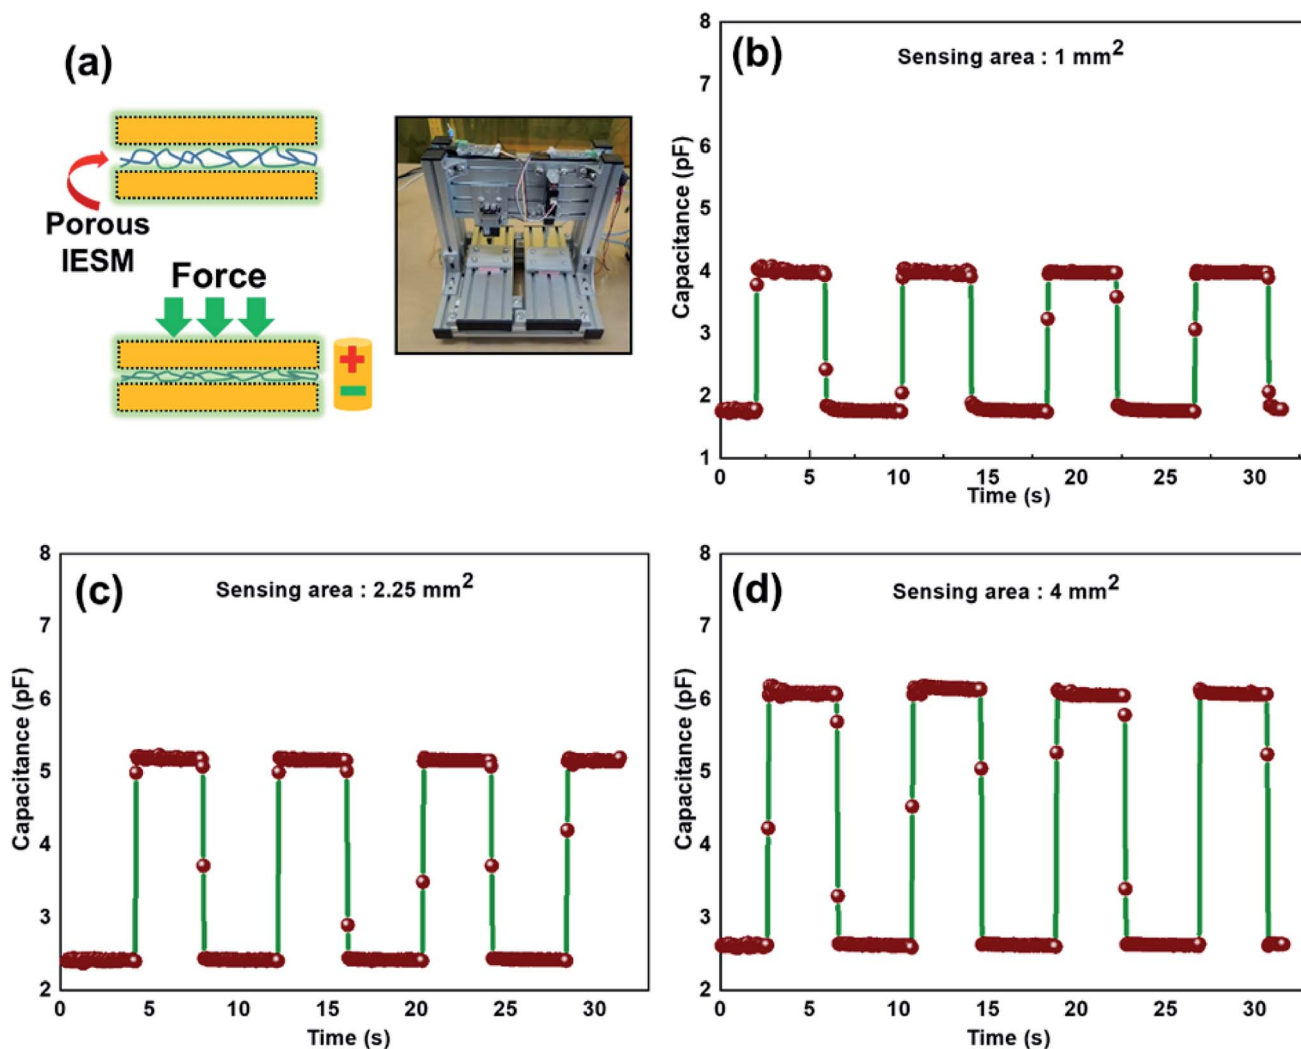 (a)
Porous
IESM
Force
+
−
(b)
Sensing area : 1 mm²
Capacitance (pF)
8
7
6
5
4
3
2
1
0
5
10
15
20
25
30
Time (s)
(c)
Sensing area : 2.25 mm²
Capacitance (pF)
8
7
6
5
4
3
2
0
5
10
15
20
25
30
Time (s)
(d)
Sensing area : 4 mm²
Capacitance (pF)
8
7
6
5
4
3
2
0
5
10
15
20
25
30
Time (s)